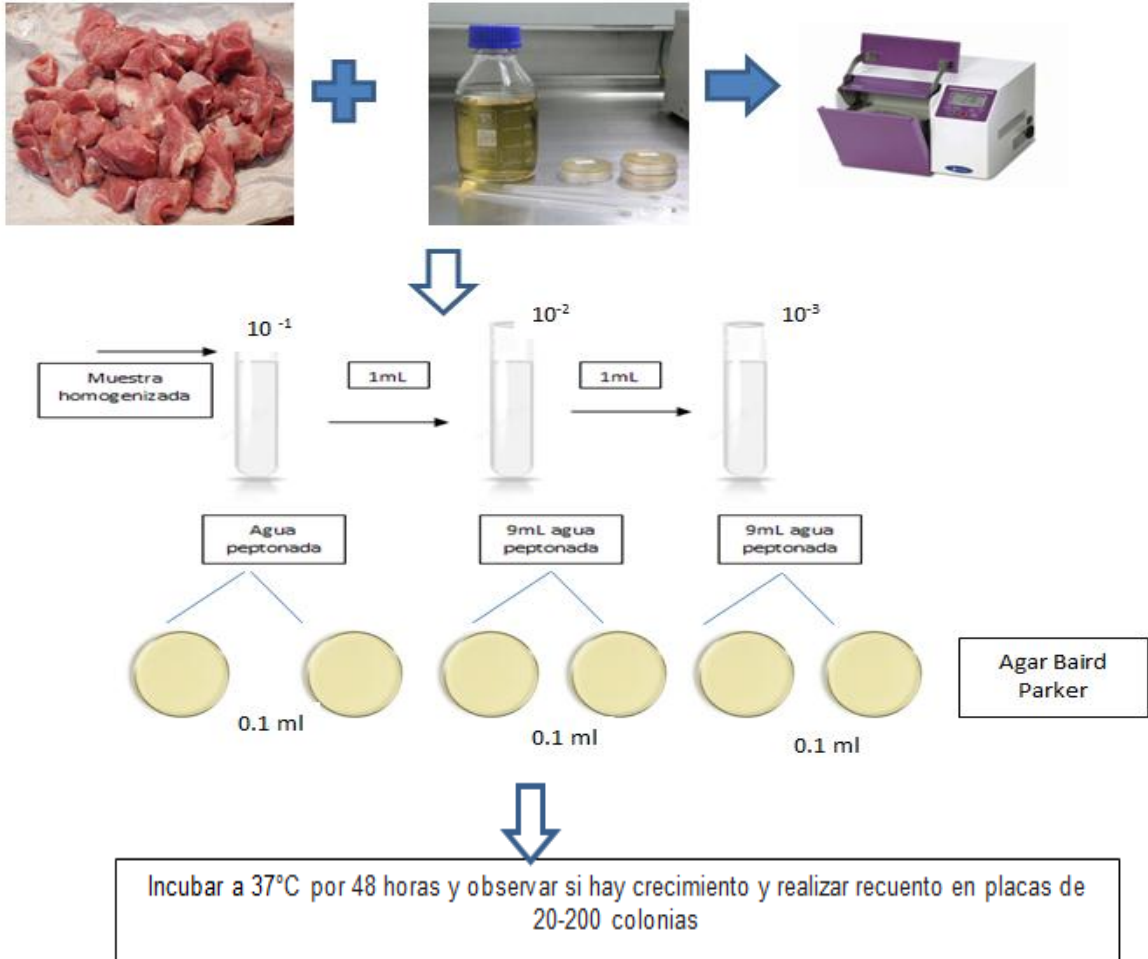 10 -1
10-2
10-3
Muestra
homogenizada
1mL
1mL
Agua
peptonada
9mL agua
peptonada
9mL agua
peptonada
Agar Baird
Parker
0.1 ml
0.1 ml
0.1 ml
Incubar a 37ºC por 48 horas y observar si hay crecimiento y realizar recuento en placas de
20-200 colonias